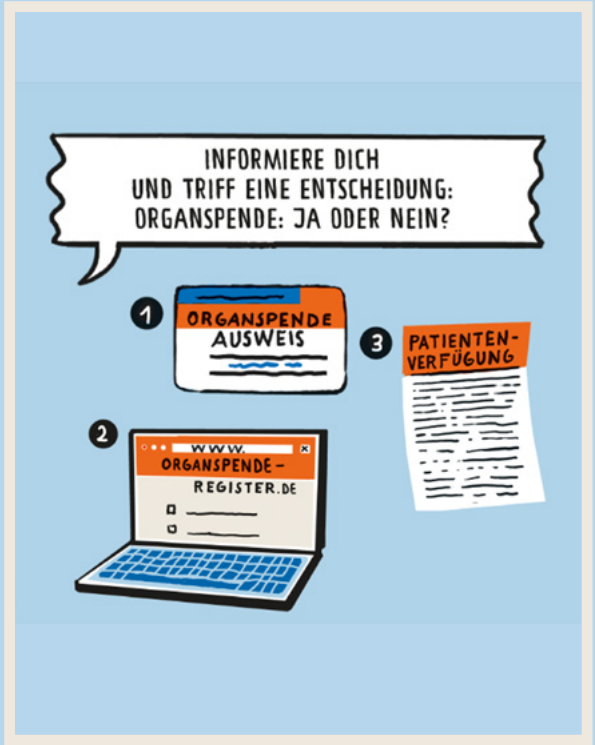 INFORMIERE DICH
UND TRIFF EINE ENTSCHEIDUNG:
ORGANSPENDE: JA ODER NEIN?
1
ORGANSPENDE
AUSWEIS
3
PATIENTEN-
VERFÜGUNG
2
WWW.
ORGANSPENDE-
REGISTER.DE